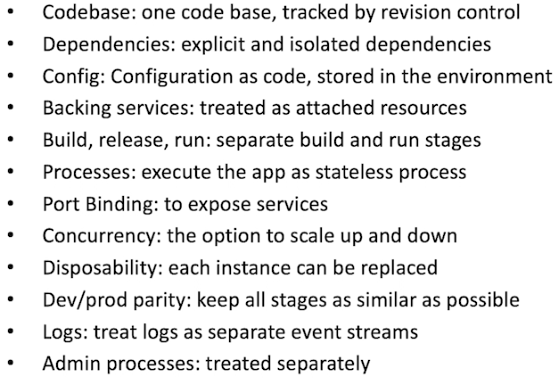 • Codebase: one code base, tracked by revision control
• Dependencies: explicit and isolated dependencies
• Config: Configuration as code, stored in the environment
• Backing services: treated as attached resources
• Build, release, run: separate build and run stages
• Processes: execute the app as stateless process
• Port Binding: to expose services
• Concurrency: the option to scale up and down
• Disposability: each instance can be replaced
• Dev/prod parity: keep all stages as similar as possible
• Logs: treat logs as separate event streams
• Admin processes: treated separately